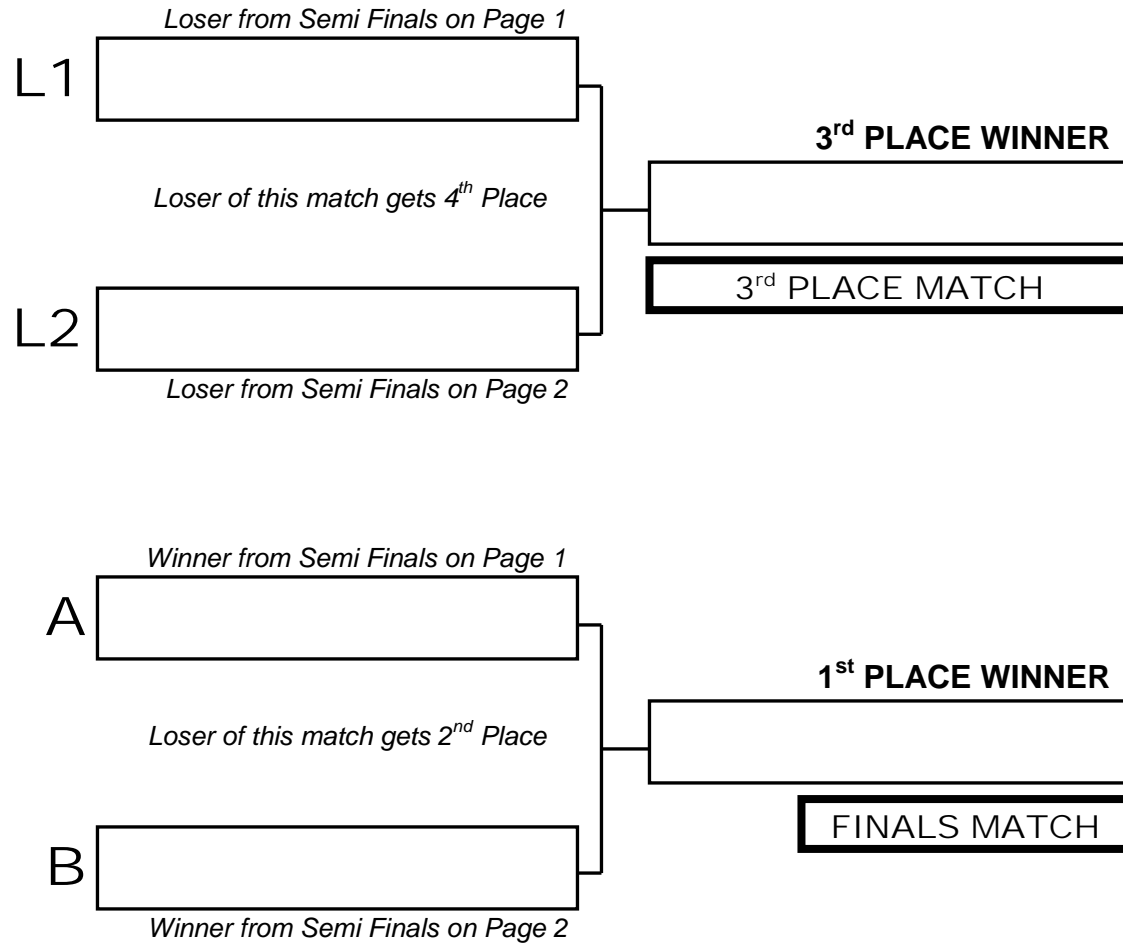 Loser from Semi Finals on Page 1
L1
3rd PLACE WINNER
Loser of this match gets 4th Place
3rd PLACE MATCH
L2
Loser from Semi Finals on Page 2
Winner from Semi Finals on Page 1
A
1st PLACE WINNER
Loser of this match gets 2nd Place
FINALS MATCH
B
Winner from Semi Finals on Page 2